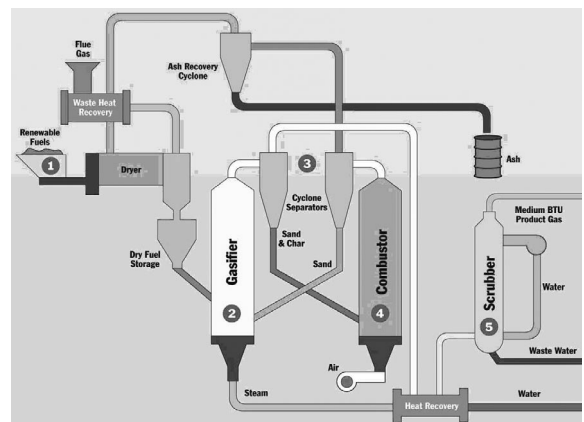 Flue
Gas
Ash Recovery
Cyclone
Waste Heat
Recovery
Renewable
Fuels
1
Dryer
3
Ash
Cyclone
Separators
Medium BTU
Product Gas
Dry Fuel
Storage
Sand
& Char
Sand
Gasifier
Combustor
Scrubber
Water
2
4
5
Waste Water
Air
Steam
Heat Recovery
Water